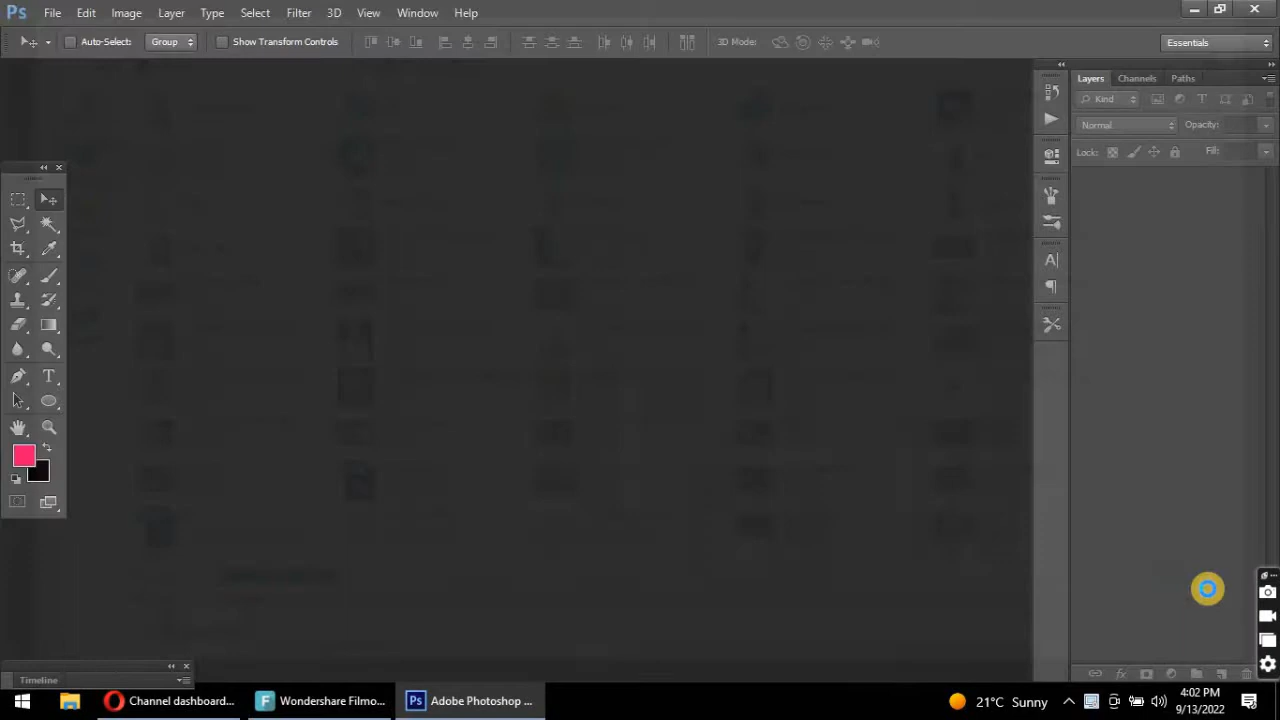 Ps File Edit Image Layer Type Select Filter 3D View Window Help
Auto-Select: Group Show Transform Controls 3D Mode: Essentials
Layers Channels Paths
Kind
Normal Opacity:
Lock: Fill:
Timeline
Channel dashboard... Wondershare Filmo... Adobe Photoshop ... 21°C Sunny 4:02 PM
9/13/2022